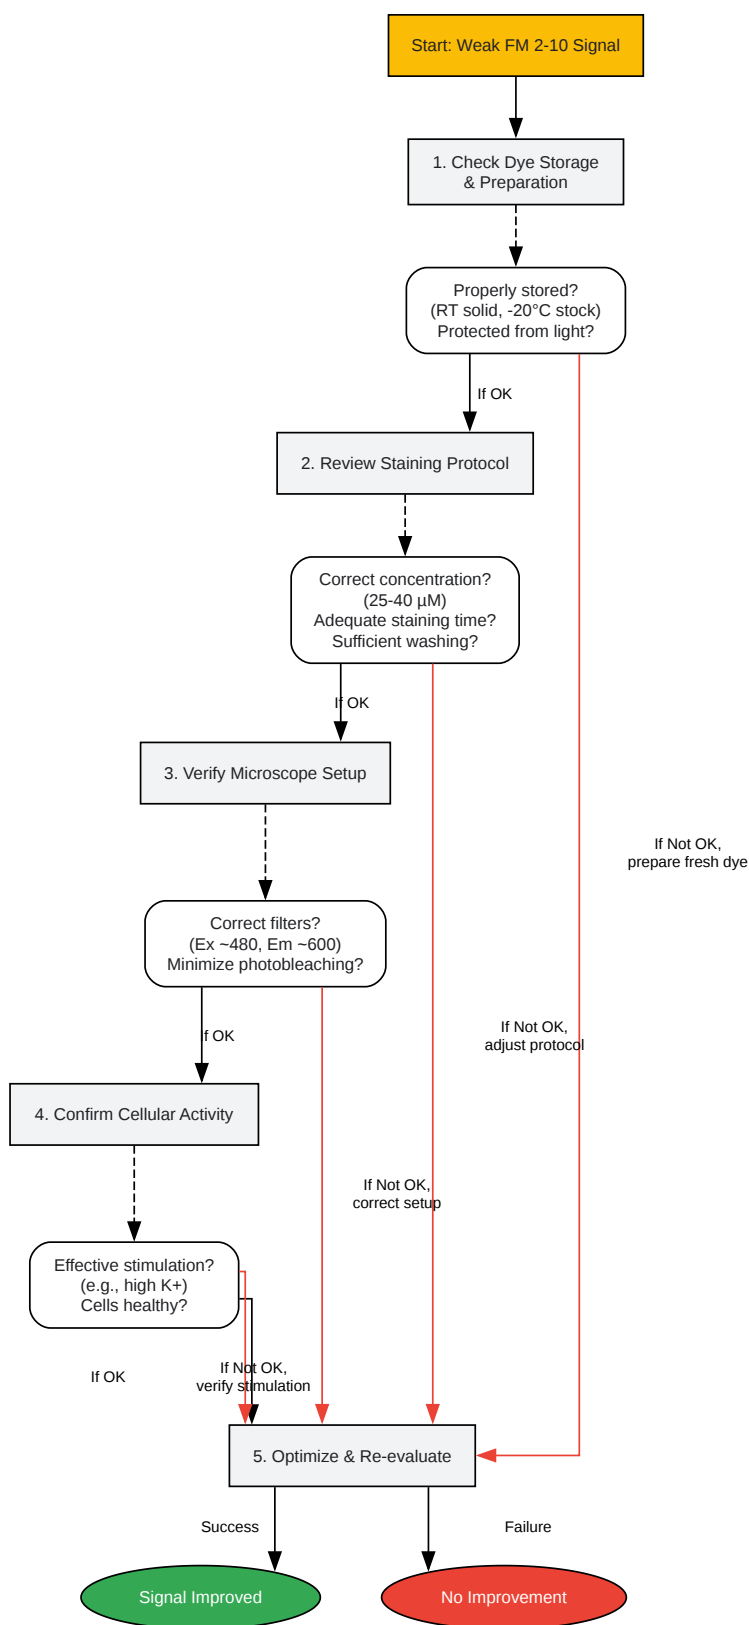 Start: Weak FM 2-10 Signal
1. Check Dye Storage
& Preparation
Properly stored?
(RT solid, -20°C stock)
Protected from light?
If OK
2. Review Staining Protocol
Correct concentration?
(25-40 µM)
Adequate staining time?
Sufficient washing?
If OK
3. Verify Microscope Setup
If Not OK,
prepare fresh dye
Correct filters?
(Ex ~480, Em ~600)
Minimize photobleaching?
If OK
If Not OK,
adjust protocol
4. Confirm Cellular Activity
If Not OK,
correct setup
Effective stimulation?
(e.g., high K+)
Cells healthy?
If OK
If Not OK,
verify stimulation
5. Optimize & Re-evaluate
Success
Failure
Signal Improved
No Improvement